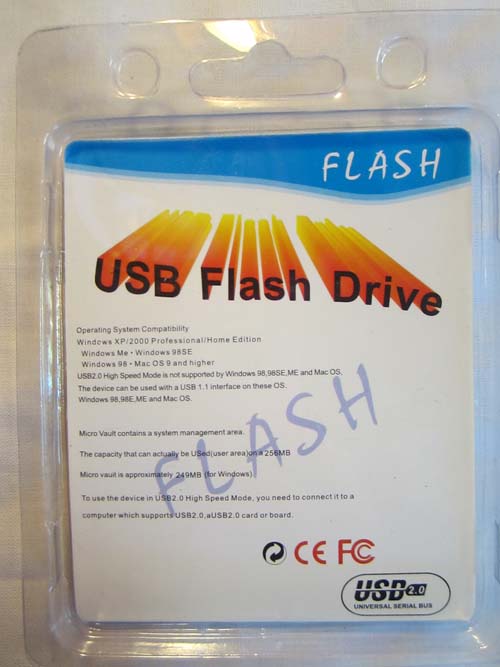 FLASH
USB Flash Drive
Operating System Compatibility
Windows XP/2000 Professional/Home Edition
Windows Me · Windows 98SE
Windows 98 · Mac OS 9 and higher
USB2.0 High Speed Mode is not supported by Windows 98,98SE,ME and Mac OS,
The device can be used with a USB 1.1 interface on these OS.
Windows 98,98E,ME and Mac OS.
FLASH
Micro Vault contains a system management area.
The capacity that can actually be USed(user area)on a 256MB
Micro vault is approximately 249MB (for Windows)
To use the device in USB2.0 High Speed Mode, you need to connect it to a
computer which supports USB2.0,aUSB2.0 card or board.
CE FC
USB 2.0
UNIVERSAL SERIAL BUS